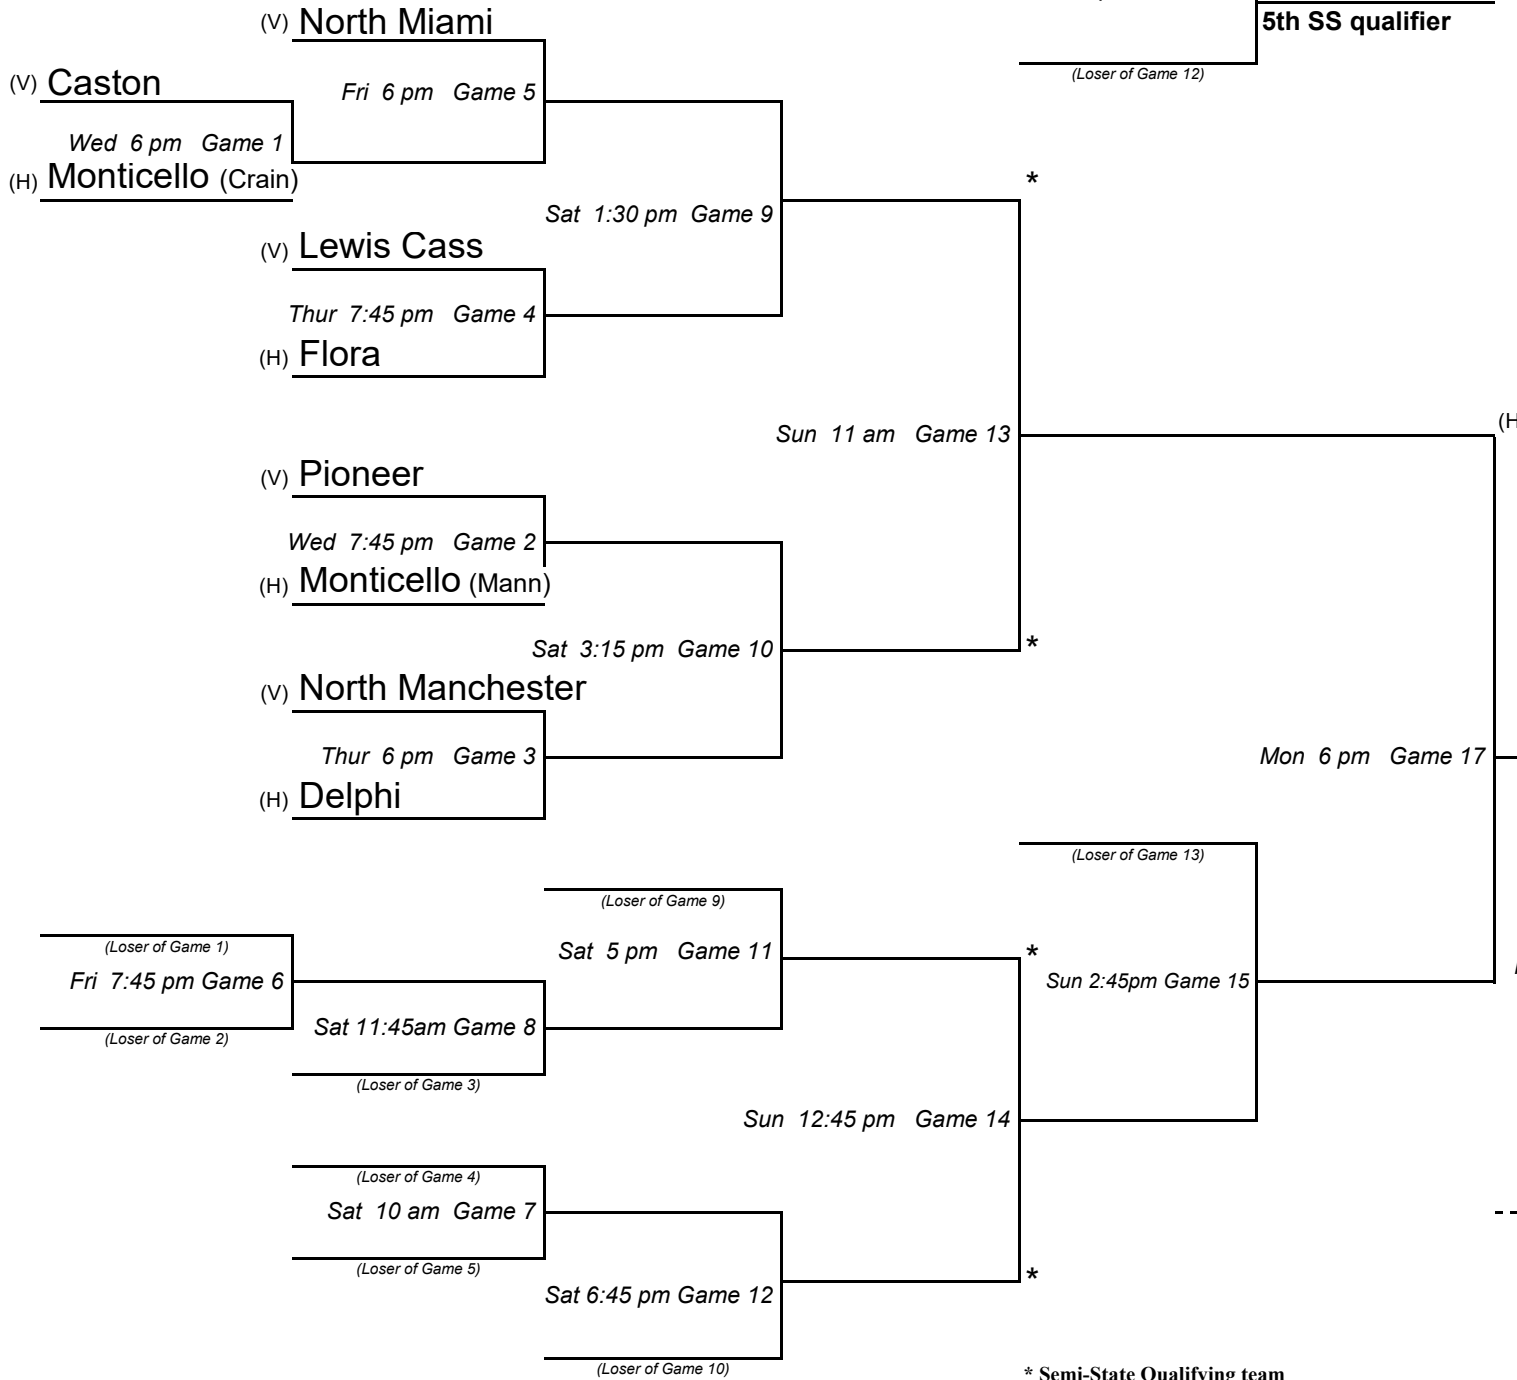 (V) North Miami
5th SS qualifier
(Loser of Game 12)
(V) Caston
Fri 6 pm Game 5
Wed 6 pm Game 1
(H) Monticello (Crain)
*
Sat 1:30 pm Game 9
(V) Lewis Cass
Thur 7:45 pm Game 4
(H) Flora
(H
Sun 11 am Game 13
(V) Pioneer
Wed 7:45 pm Game 2
(H) Monticello (Mann)
*
Sat 3:15 pm Game 10
(V) North Manchester
Thur 6 pm Game 3
Mon 6 pm Game 17
(H) Delphi
(Loser of Game 13)
(Loser of Game 9)
(Loser of Game 1)
Sat 5 pm Game 11
*
Fri 7:45 pm Game 6
Sun 2:45pm Game 15
Sat 11:45am Game 8
(Loser of Game 2)
(Loser of Game 3)
Sun 12:45 pm Game 14
(Loser of Game 4)
Sat 10 am Game 7
(Loser of Game 5)
*
Sat 6:45 pm Game 12
(Loser of Game 10)
* Semi-State Qualifying team